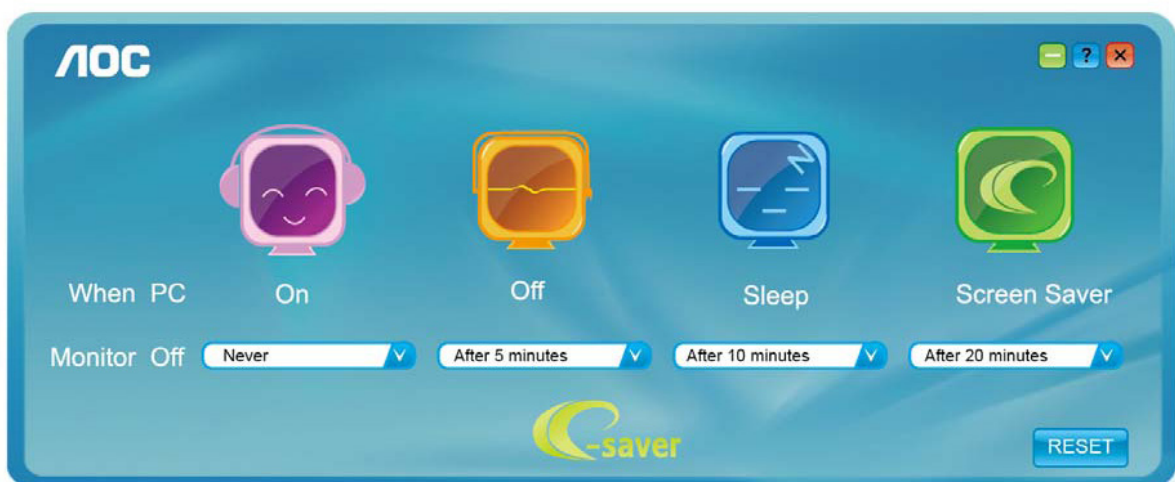 AOC
?
When PC On Off Sleep Screen Saver
Monitor Off Never After 5 minutes After 10 minutes After 20 minutes
e-saver
RESET